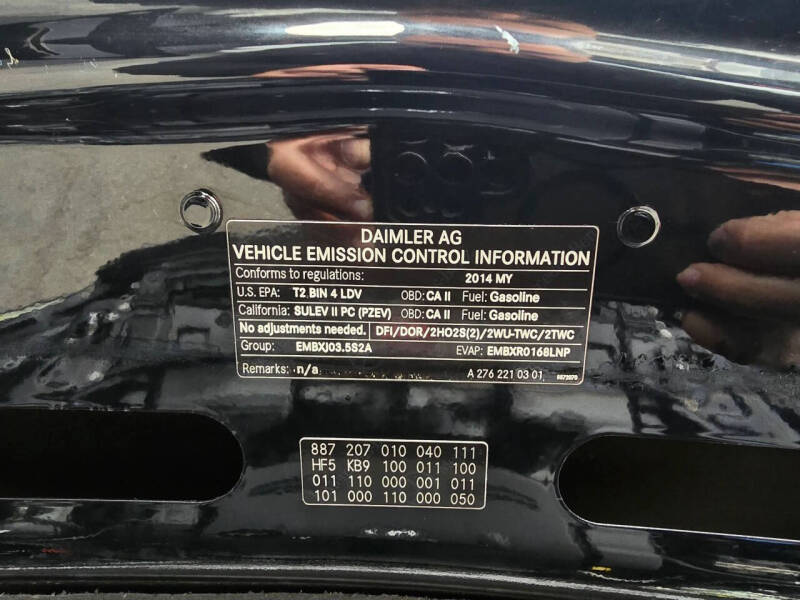 DAIMLER AG
VEHICLE EMISSION CONTROL INFORMATION
Conforms to regulations: 2014 MY
U.S. EPA: T2 BIN 4 LDV OBD: CA II Fuel: Gasoline
California: SULEV II PC (PZEV) OBD: CA II Fuel: Gasoline
No adjustments needed. DFI/DOR/2HO2S(2)/2WU-TWC/2TWC
Group: EMBXJ03.5S2A EVAP: EMBXR0168LNP
Remarks: n/a A 276 221 03 01
887 207 010 040 111
HF5 KB9 100 011 100
011 110 000 001 011
101 000 110 000 050